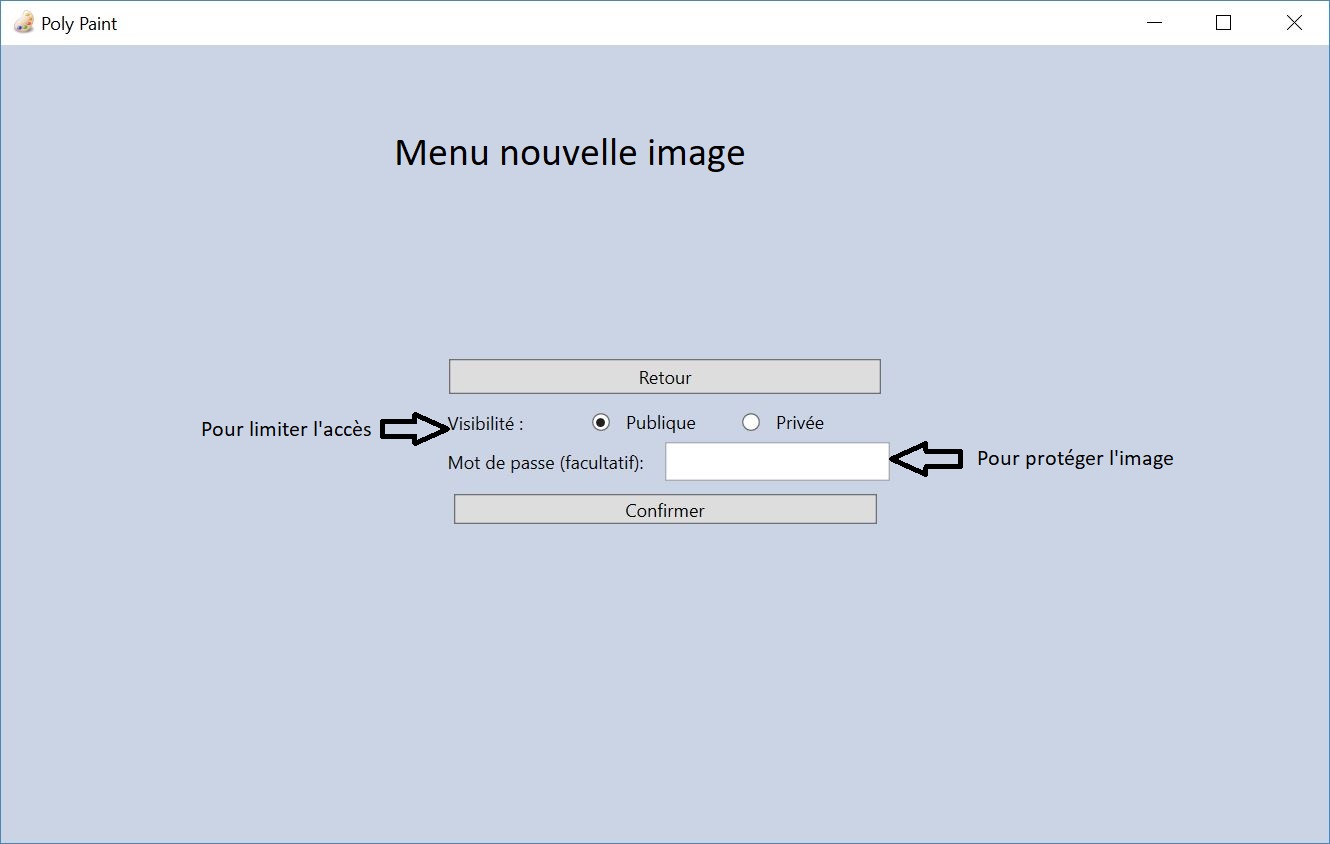 Poly Paint
Menu nouvelle image
Retour
Pour limiter l'accès
Visibilité :
Publique
Privée
Mot de passe (facultatif):
Pour protéger l'image
Confirmer